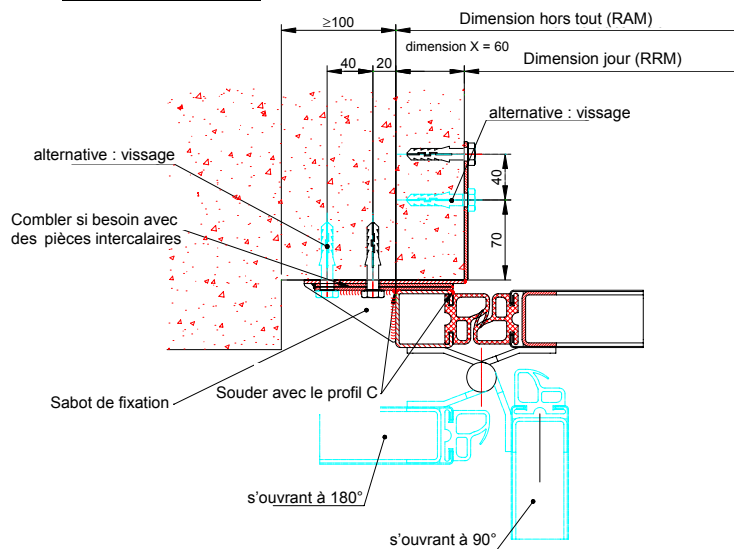 ≥100
Dimension hors tout (RAM)
dimension X = 60
40
20
Dimension jour (RRM)
alternative : vissage
alternative : vissage
40
Combler si besoin avec
des pièces intercalaires
70
Sabot de fixation
Souder avec le profil C
s'ouvrant à 180°
s'ouvrant à 90°